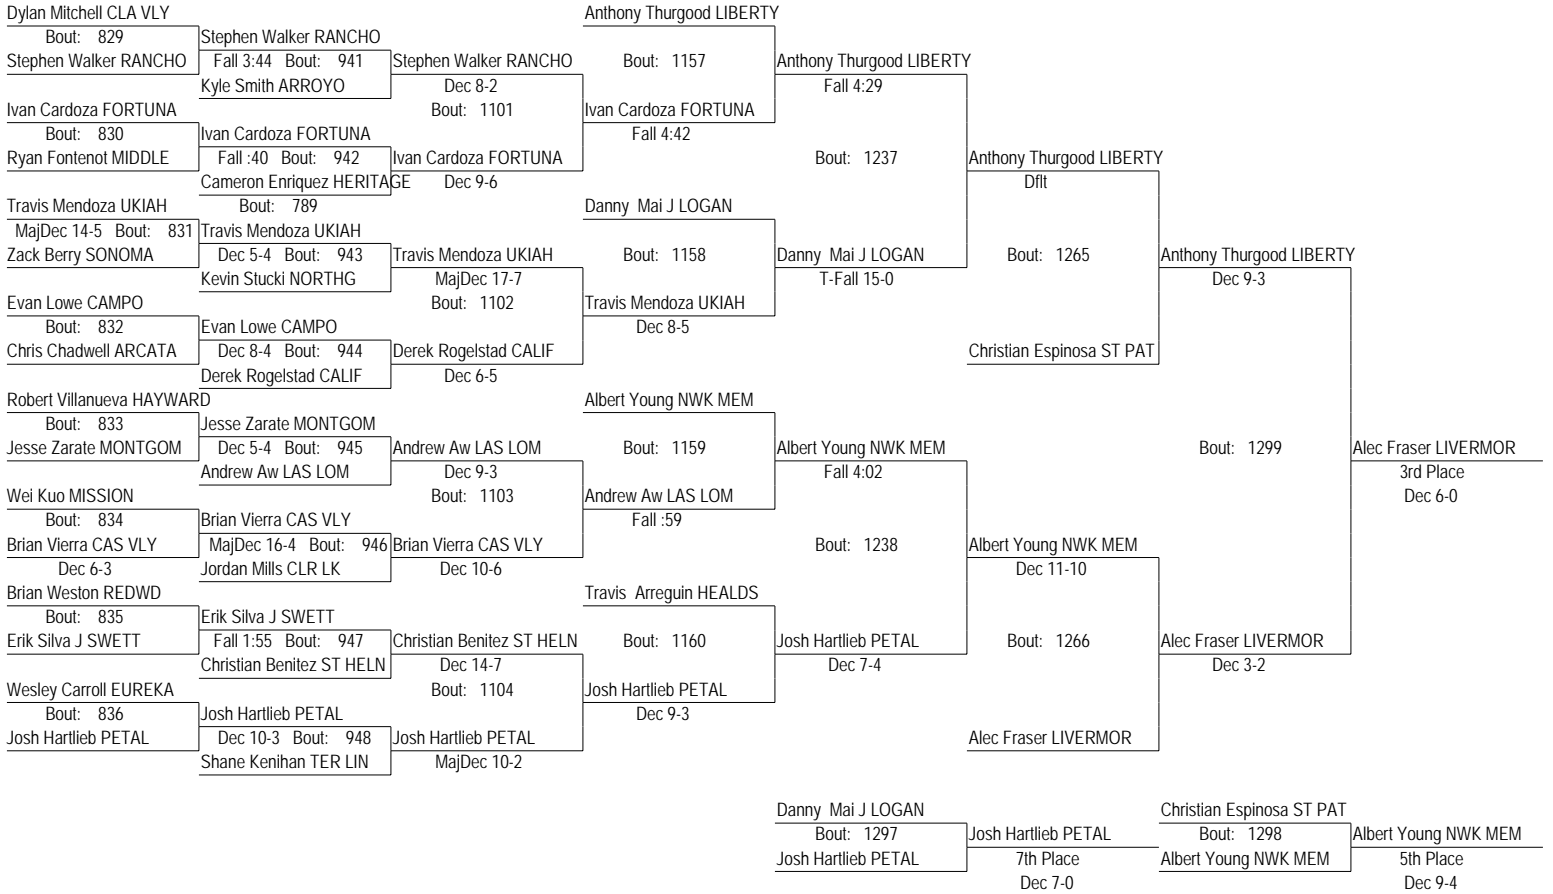 Dylan Mitchell CLA VLY
Bout: 829
Stephen Walker RANCHO
Ivan Cardoza FORTUNA
Bout: 830
Ryan Fontenot MIDDLE
Travis Mendoza UKIAH
MajDec 14-5 Bout: 831
Zack Berry SONOMA
Evan Lowe CAMPO
Bout: 832
Chris Chadwell ARCATA
Robert Villanueva HAYWARD
Bout: 833
Jesse Zarate MONTGOM
Wei Kuo MISSION
Bout: 834
Brian Vierra CAS VLY
Dec 6-3
Brian Weston REDWD
Bout: 835
Erik Silva J SWETT
Wesley Carroll EUREKA
Bout: 836
Josh Hartlieb PETAL
Stephen Walker RANCHO
Fall 3:44 Bout: 941
Kyle Smith ARROYO
Ivan Cardoza FORTUNA
Fall :40 Bout: 942
Cameron Enriquez HERITAGE
Bout: 789
Travis Mendoza UKIAH
Dec 5-4 Bout: 943
Kevin Stucki NORTHG
Evan Lowe CAMPO
Dec 8-4 Bout: 944
Derek Rogelstad CALIF
Jesse Zarate MONTGOM
Dec 5-4 Bout: 945
Andrew Aw LAS LOM
Brian Vierra CAS VLY
MajDec 16-4 Bout: 946
Jordan Mills CLR LK
Erik Silva J SWETT
Fall 1:55 Bout: 947
Christian Benitez ST HELN
Josh Hartlieb PETAL
Dec 10-3 Bout: 948
Shane Kenihan TER LIN
Stephen Walker RANCHO
Dec 8-2
Bout: 1101
Ivan Cardoza FORTUNA
Dec 9-6
Travis Mendoza UKIAH
MajDec 17-7
Bout: 1102
Derek Rogelstad CALIF
Dec 6-5
Andrew Aw LAS LOM
Dec 9-3
Bout: 1103
Brian Vierra CAS VLY
Dec 10-6
Christian Benitez ST HELN
Dec 14-7
Bout: 1104
Josh Hartlieb PETAL
MajDec 10-2
Anthony Thurgood LIBERTY
Bout: 1157
Ivan Cardoza FORTUNA
Fall 4:42
Danny Mai J LOGAN
Bout: 1158
Travis Mendoza UKIAH
Dec 8-5
Albert Young NWK MEM
Bout: 1159
Andrew Aw LAS LOM
Fall :59
Travis Arreguin HEALDS
Bout: 1160
Josh Hartlieb PETAL
Dec 9-3
Anthony Thurgood LIBERTY
Fall 4:29
Bout: 1237
Danny Mai J LOGAN
T-Fall 15-0
Albert Young NWK MEM
Fall 4:02
Bout: 1238
Josh Hartlieb PETAL
Dec 7-4
Anthony Thurgood LIBERTY
Dflt
Bout: 1265
Christian Espinosa ST PAT
Albert Young NWK MEM
Dec 11-10
Bout: 1266
Alec Fraser LIVERMOR
Anthony Thurgood LIBERTY
Dec 9-3
Bout: 1299
Alec Fraser LIVERMOR
Dec 3-2
Alec Fraser LIVERMOR
3rd Place
Dec 6-0
Danny Mai J LOGAN
Bout: 1297
Josh Hartlieb PETAL
Josh Hartlieb PETAL
7th Place
Dec 7-0
Christian Espinosa ST PAT
Bout: 1298
Albert Young NWK MEM
Albert Young NWK MEM
5th Place
Dec 9-4